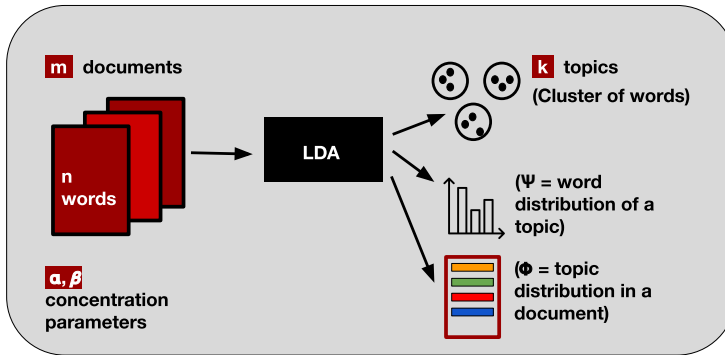 m documents
n
words
α, β
concentration
parameters
LDA
k topics
(Cluster of words)
(Ψ = word
distribution of a
topic)
(Φ = topic
distribution in a
document)